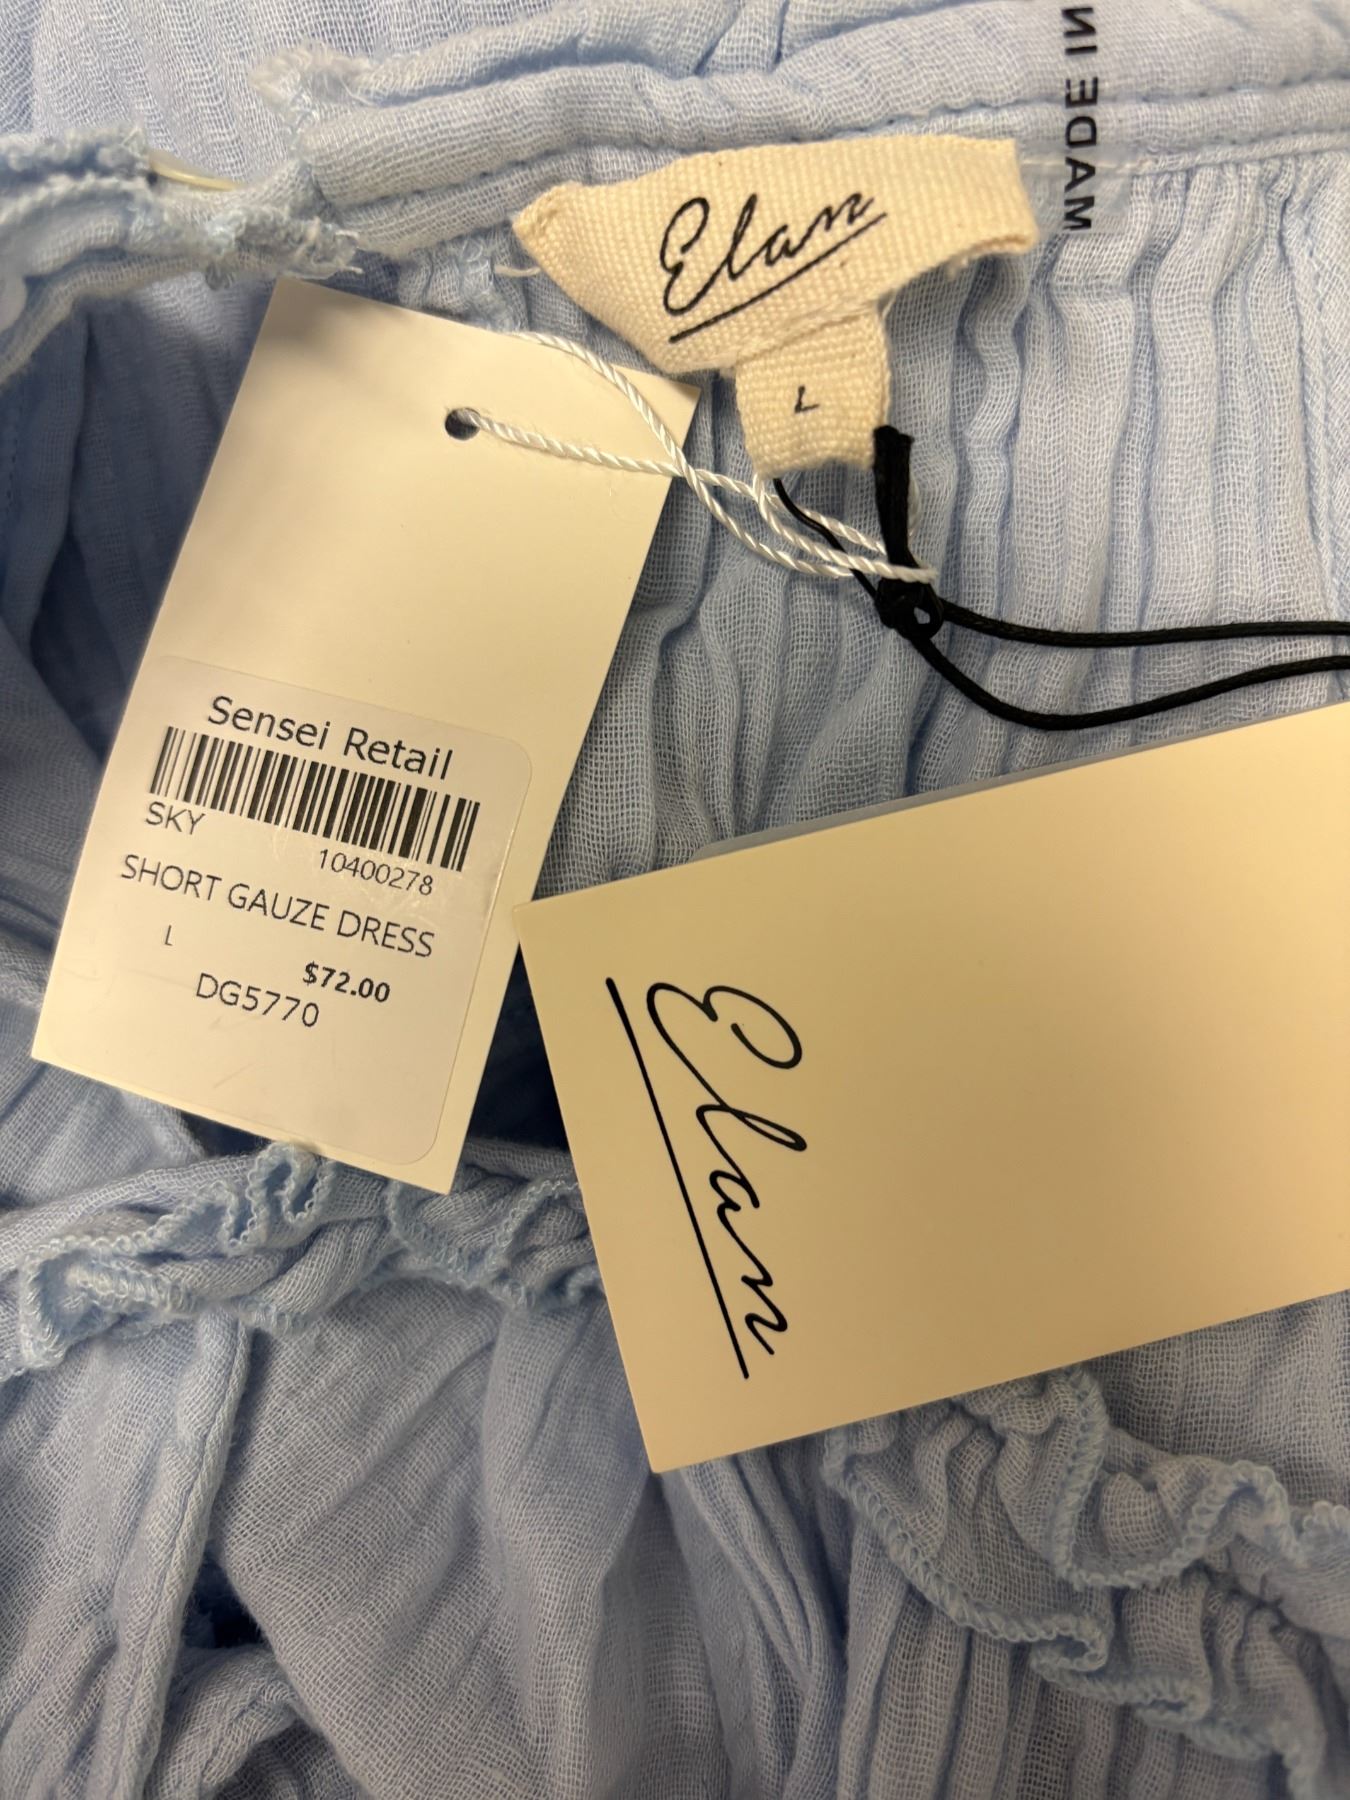 MADE IN
Elan
L
Sensei Retail
SKY
10400278
SHORT GAUZE DRESS
L
$72.00
DG5770
Elan